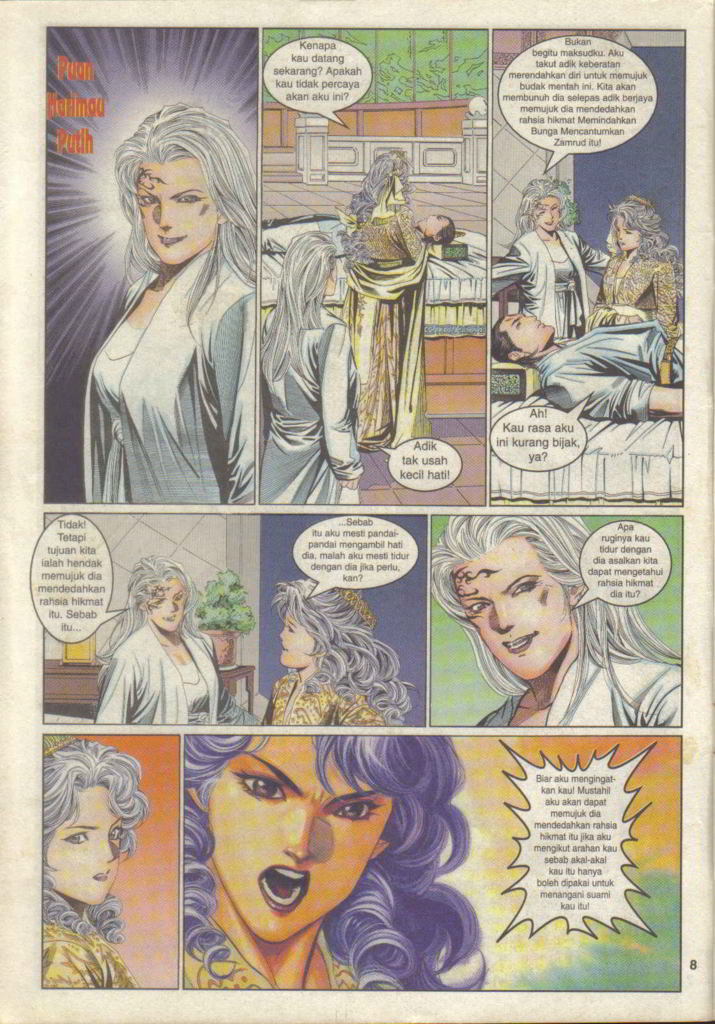 Puan
Harimau
Putih
Kenapa
kau datang
sekarang? Apakah
kau tidak percaya
akan aku ini?
Adik
tak usah
kecil hati!
Bukan
begitu maksudku. Aku
takut adik keberatan
merendahkan diri untuk memujuk
budak mentah ini. Kita akan
membunuh dia selepas adik berjaya
memujuk dia mendedahkan
rahsia hikmat Memindahkan
Bunga Mencantumkan
Zamrud itu!
Ah!
Kau rasa aku
ini kurang bijak,
ya?
Tidak!
Tetapi
tujuan kita
ialah hendak
memujuk dia
mendedahkan
rahsia hikmat
itu. Sebab
itu...
...Sebab
itu aku mesti pandai-
pandai mengambil hati
dia, malah aku mesti tidur
dengan dia jika perlu,
kan?
Apa
ruginya kau
tidur dengan
dia asalkan kita
dapat mengetahui
rahsia hikmat
dia itu?
Biar aku mengingat-
kan kau! Mustahil
aku akan dapat
memujuk dia
mendedahkan rahsia
hikmat itu jika aku
mengikut arahan kau
sebab akal-akal
kau itu hanya
boleh dipakai untuk
menangani suami
kau itu!
8